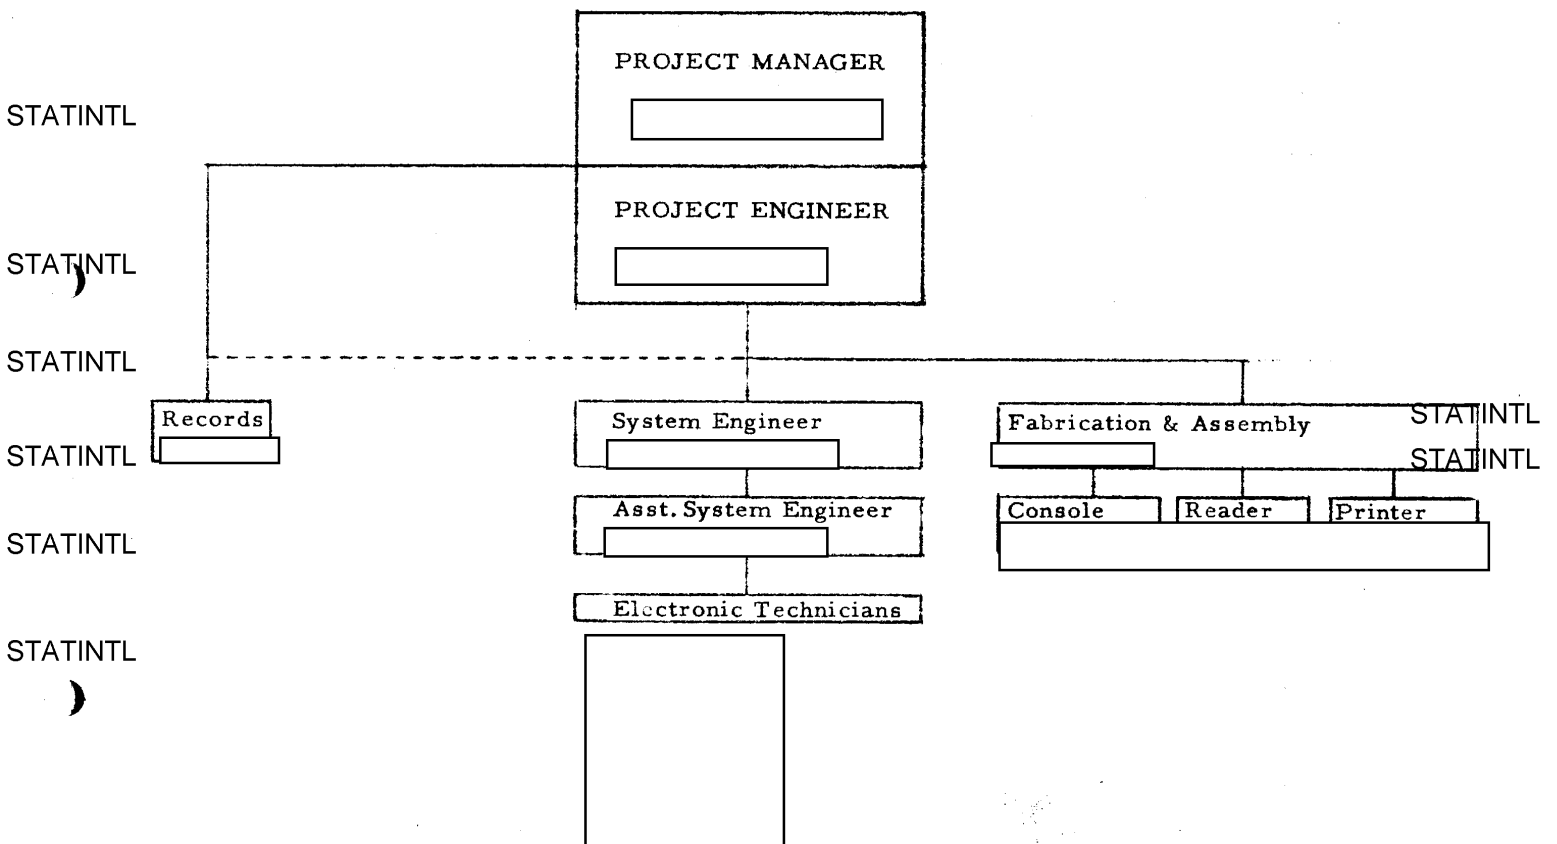 PROJECT MANAGER
STATINTL
PROJECT ENGINEER
STATINTL
STATINTL
Records
System Engineer
Fabrication & Assembly
STATINTL
STATINTL
STATINTL
Asst. System Engineer
Console
Reader
Printer
STATINTL
Electronic Technicians
STATINTL